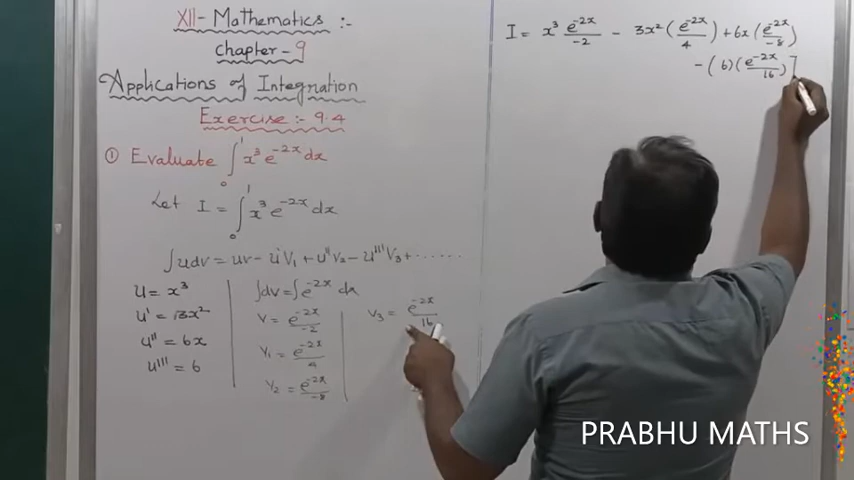 XII- Mathematics :-
Chapter - 9
Applications of Integration
Exercise :- 9.4
① Evaluate ∫₀¹ x³ e^{-2x} dx
Let I = ∫₀¹ x³ e^{-2x} dx
∫udv = uv - u'v₁ + u''v₂ - u'''v₃ + ......
u = x³
u' = 3x²
u'' = 6x
u''' = 6
∫dv = ∫e^{-2x} dx
v = e^{-2x}/-2
v₁ = e^{-2x}/4
v₂ = e^{-2x}/-8
v₃ = e^{-2x}/16
I = x³ e^{-2x}/-2 - 3x² (e^{-2x}/4) + 6x (e^{-2x}/-8)
- (6)(e^{-2x}/16)]
PRABHU MATHS